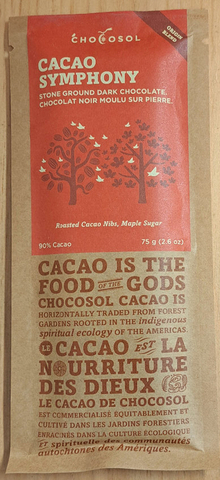 CHOCOSOL
ORIGIN
BLEND
CACAO
SYMPHONY
STONE GROUND DARK CHOCOLATE.
CHOCOLAT NOIR MOULU SUR PIERRE.
Roasted Cacao Nibs, Maple Sugar
90% Cacao
75 g (2.6 oz)
CACAO IS THE
FOOD OF THE GODS
CHOCOSOL CACAO IS
HORIZONTALLY TRADED FROM FOREST
GARDENS ROOTED IN THE indigenous
spiritual ecology OF THE AMERICAS.
LE CACAO EST LA
NOURRITURE
DES DIEUX
LE CACAO DE CHOCOSOL
EST COMMERCIALISÉ ÉQUITABLEMENT ET
CULTIVÉ DANS LES JARDINS FORESTIERS
ENRACINÉS DANS LA CULTURE ÉCOLOGIQUE
et spirituelle des communautés
autochtones des Amériques.